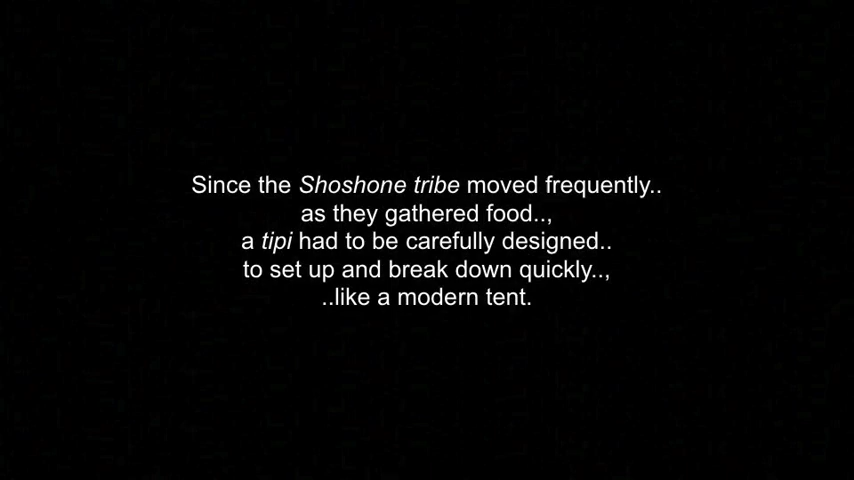 Since the Shoshone tribe moved frequently..
as they gathered food..,
a tipi had to be carefully designed..
to set up and break down quickly..,
..like a modern tent.